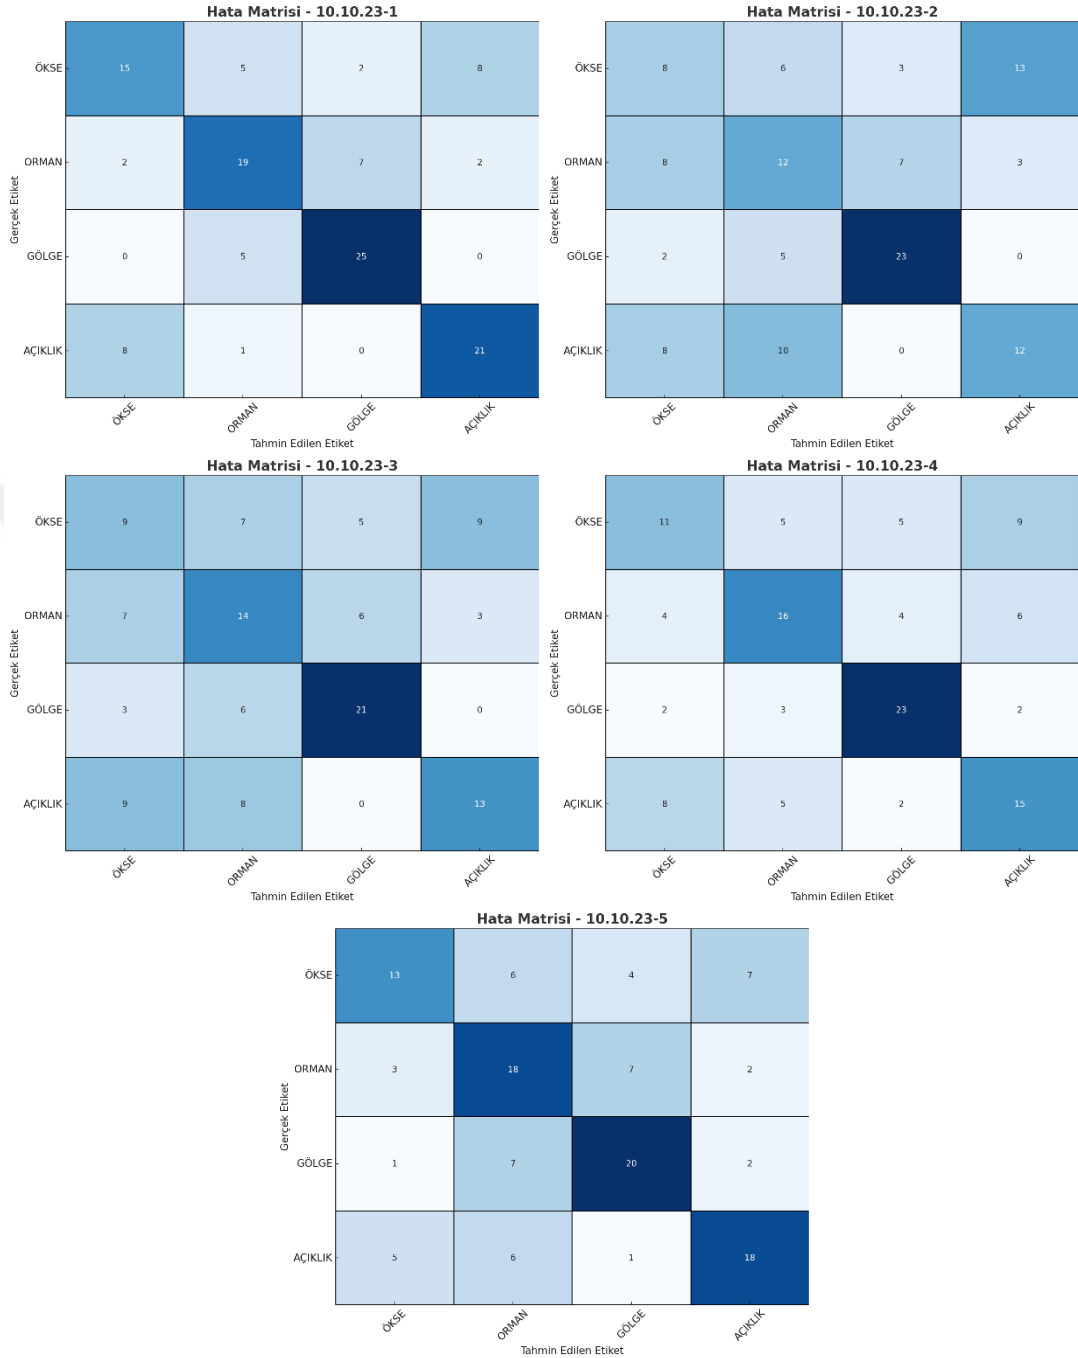 Hata Matrisi - 10.10.23-1
Gerçek Etiket
ÖKSE 15 5 2 8
ORMAN 2 19 7 2
GÖLGE 0 5 25 0
AÇIKLIK 8 1 0 21
ÖKSE ORMAN GÖLGE AÇIKLIK
Tahmin Edilen Etiket
Hata Matrisi - 10.10.23-2
Gerçek Etiket
ÖKSE 8 6 3 13
ORMAN 8 12 7 3
GÖLGE 2 5 23 0
AÇIKLIK 8 10 0 12
ÖKSE ORMAN GÖLGE AÇIKLIK
Tahmin Edilen Etiket
Hata Matrisi - 10.10.23-3
Gerçek Etiket
ÖKSE 9 7 5 9
ORMAN 7 14 6 3
GÖLGE 3 6 21 0
AÇIKLIK 9 8 0 13
ÖKSE ORMAN GÖLGE AÇIKLIK
Tahmin Edilen Etiket
Hata Matrisi - 10.10.23-4
Gerçek Etiket
ÖKSE 11 5 5 9
ORMAN 4 16 4 6
GÖLGE 2 3 23 2
AÇIKLIK 8 5 2 15
ÖKSE ORMAN GÖLGE AÇIKLIK
Tahmin Edilen Etiket
Hata Matrisi - 10.10.23-5
Gerçek Etiket
ÖKSE 13 6 4 7
ORMAN 3 18 7 2
GÖLGE 1 7 20 2
AÇIKLIK 5 6 1 18
ÖKSE ORMAN GÖLGE AÇIKLIK
Tahmin Edilen Etiket